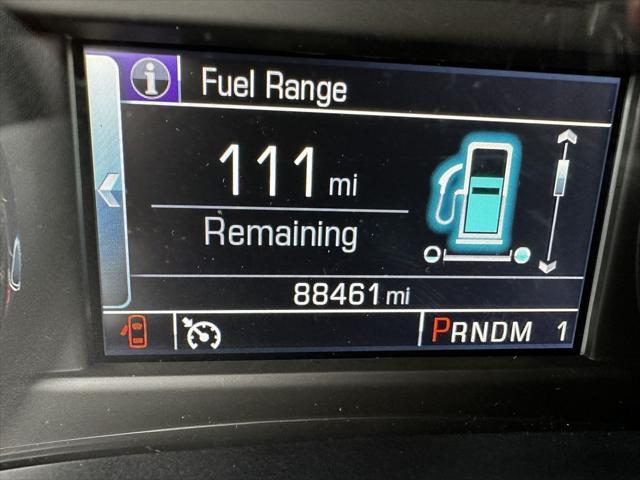 i Fuel Range
111 mi
Remaining
88461 mi
PRNDM 1